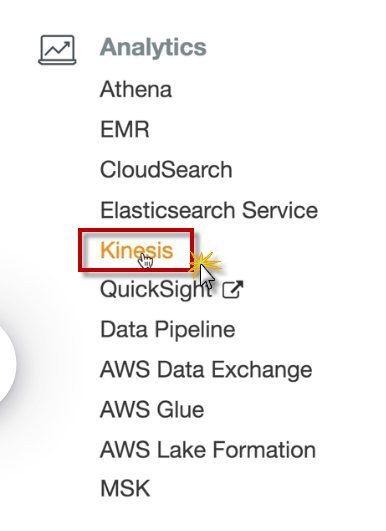 Analytics
Athena
EMR
CloudSearch
Elasticsearch Service
Kinesis
QuickSight
Data Pipeline
AWS Data Exchange
AWS Glue
AWS Lake Formation
MSK